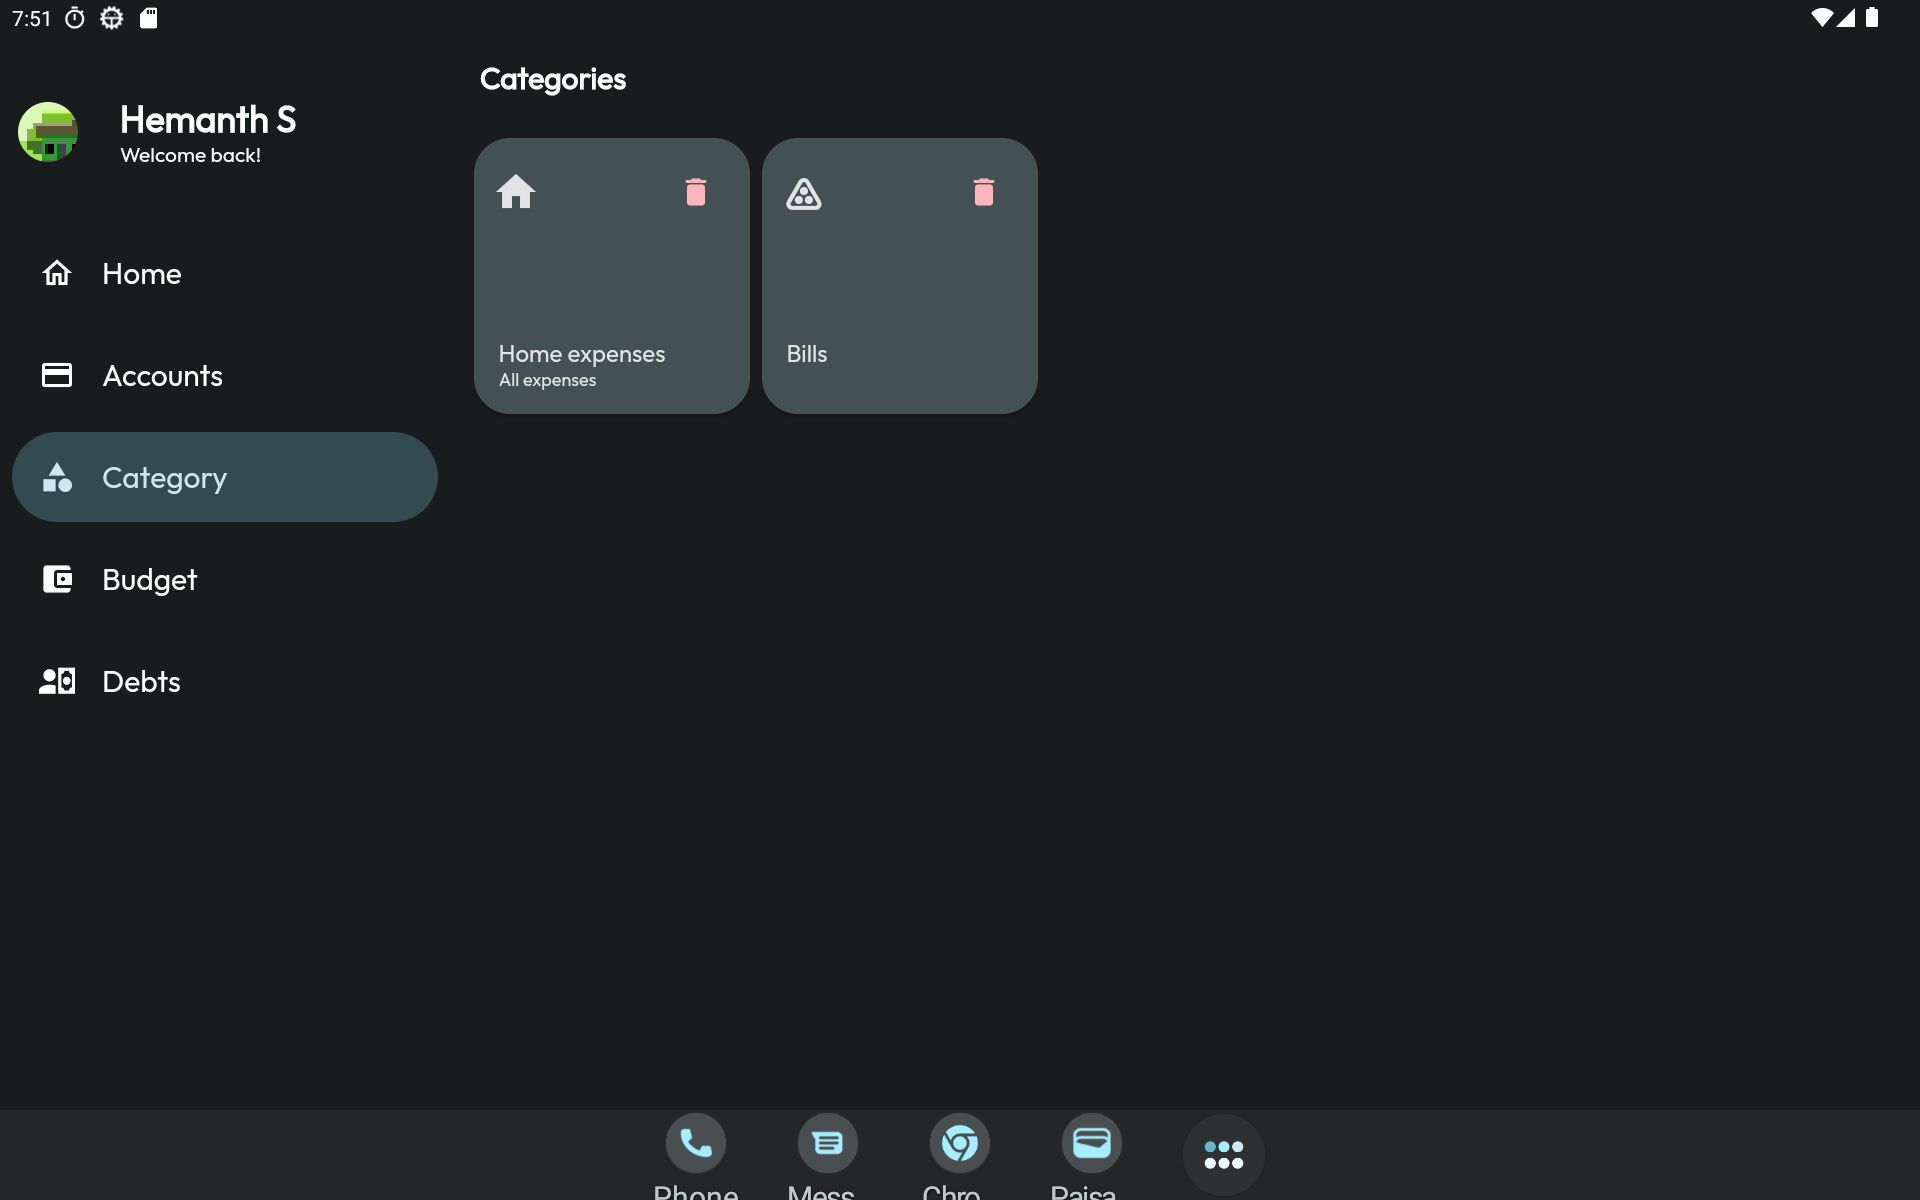 7:51
Hemanth S
Welcome back!
Home
Accounts
Category
Budget
Debts
Categories
Home expenses
All expenses
Bills
Phone
Mess
Chro
Paisa